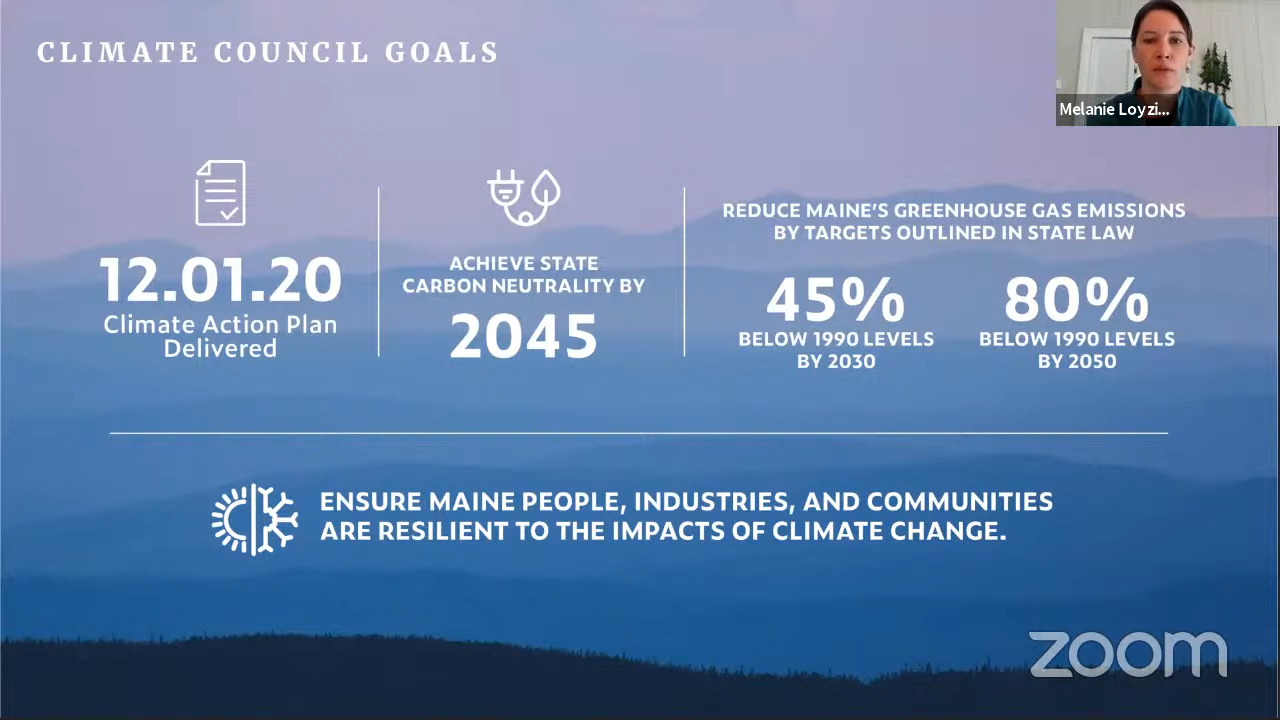 CLIMATE COUNCIL GOALS
Melanie Loyzi...
12.01.20
Climate Action Plan
Delivered
ACHIEVE STATE
CARBON NEUTRALITY BY
2045
REDUCE MAINE'S GREENHOUSE GAS EMISSIONS
BY TARGETS OUTLINED IN STATE LAW
45%
BELOW 1990 LEVELS
BY 2030
80%
BELOW 1990 LEVELS
BY 2050
ENSURE MAINE PEOPLE, INDUSTRIES, AND COMMUNITIES
ARE RESILIENT TO THE IMPACTS OF CLIMATE CHANGE.
zoom